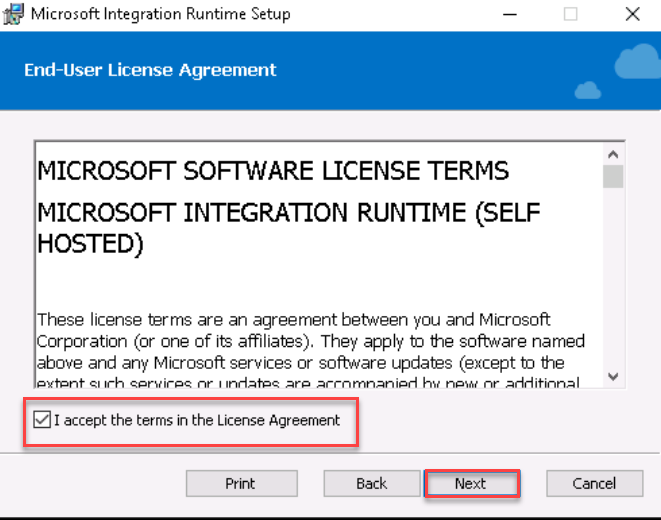 Microsoft Integration Runtime Setup
End-User License Agreement
MICROSOFT SOFTWARE LICENSE TERMS
MICROSOFT INTEGRATION RUNTIME (SELF
HOSTED)
These license terms are an agreement between you and Microsoft
Corporation (or one of its affiliates). They apply to the software named
above and any Microsoft services or software updates (except to the
extent such services or updates are accompanied by new or additional
I accept the terms in the License Agreement
Print Back Next Cancel